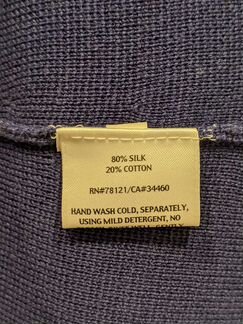 80% SILK
20% COTTON
RN#78121/CA#34460
HAND WASH COLD, SEPARATELY,
USING MILD DETERGENT, NO